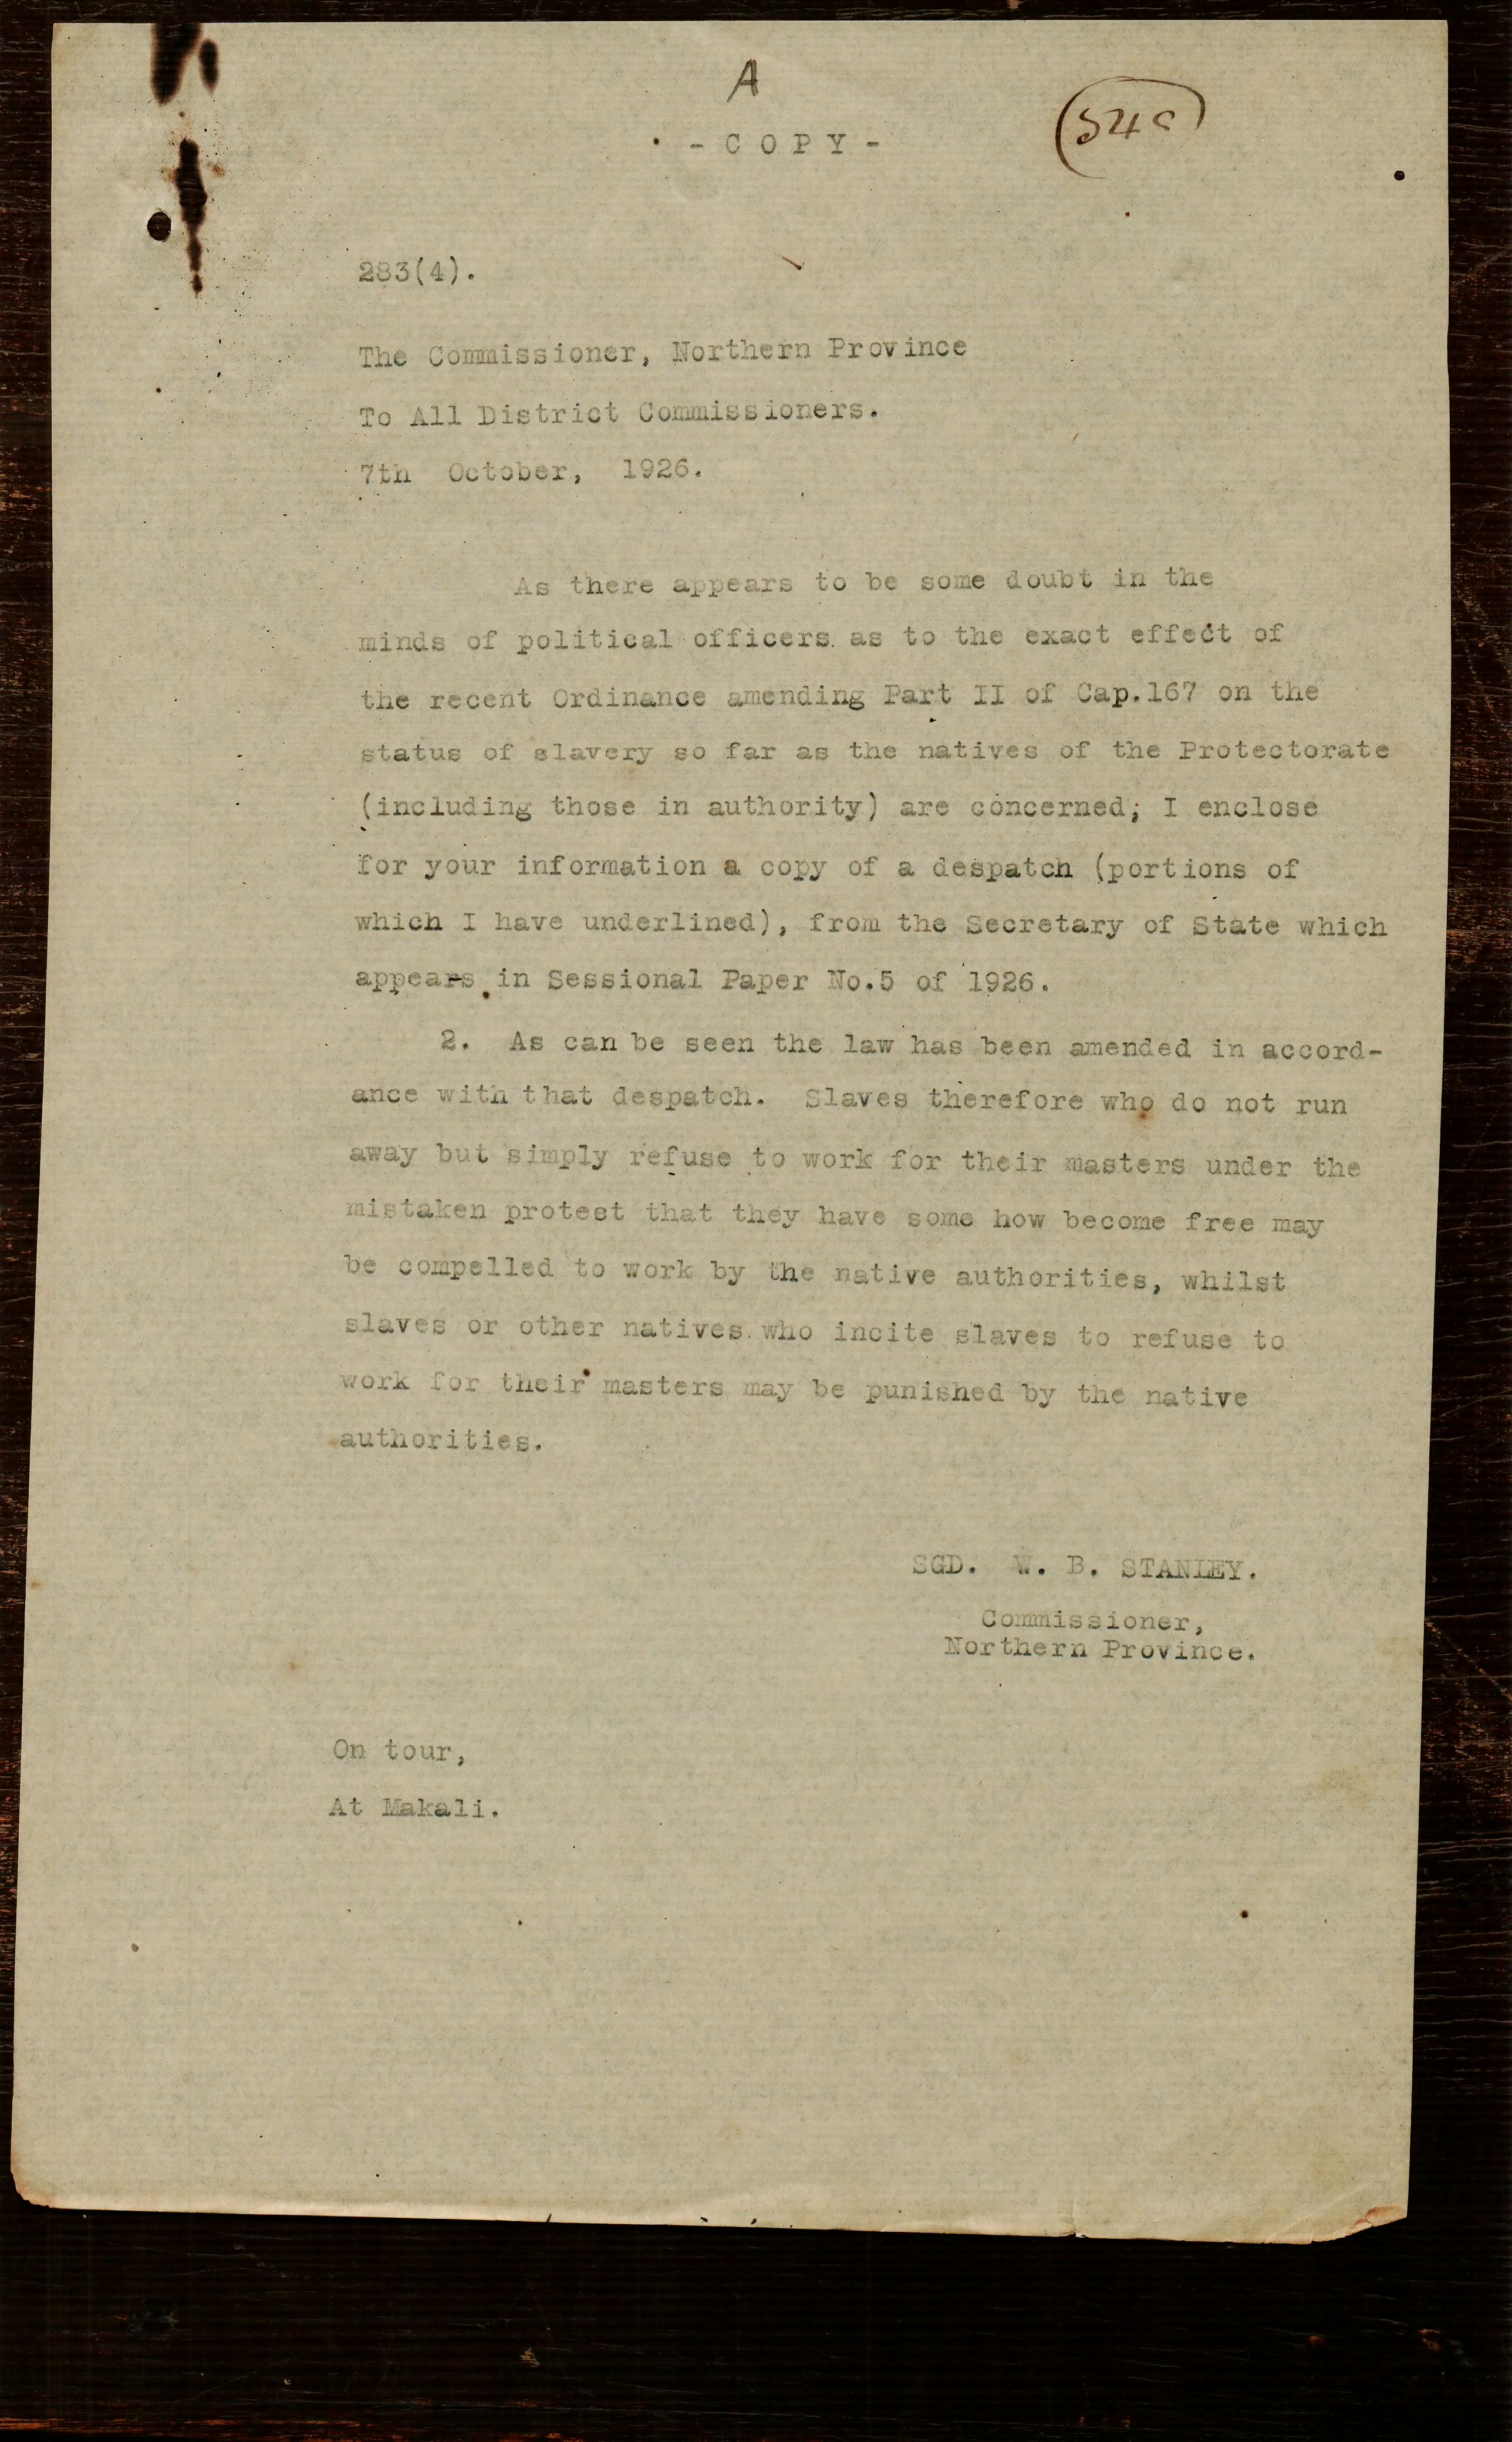 A
- C O P Y -
283(4).
The Commissioner, Northern Province
To All District Commissioners.
7th October, 1926.
As there appears to be some doubt in the
minds of political officers as to the exact effect of
the recent Ordinance amending Part II of Cap.167 on the
status of slavery so far as the natives of the Protectorate
(including those in authority) are concerned; I enclose
for your information a copy of a despatch (portions of
which I have underlined), from the Secretary of State which
appears in Sessional Paper No.5 of 1926.
2. As can be seen the law has been amended in accord-
ance with that despatch. Slaves therefore who do not run
away but simply refuse to work for their masters under the
mistaken protest that they have some how become free may
be compelled to work by the native authorities, whilst
slaves or other natives who incite slaves to refuse to
work for their masters may be punished by the native
authorities.
SGD. W. B. STANLEY.
Commissioner,
Northern Province.
On tour,
At Makali.